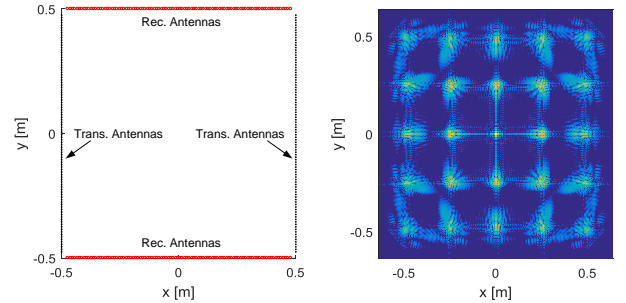 0.5
Rec. Antennas
y [m]
0
Trans. Antennas
Trans. Antennas
Rec. Antennas
-0.5
-0.5
0
0.5
x [m]
0.5
y [m]
0
-0.5
-0.5
0
0.5
x [m]